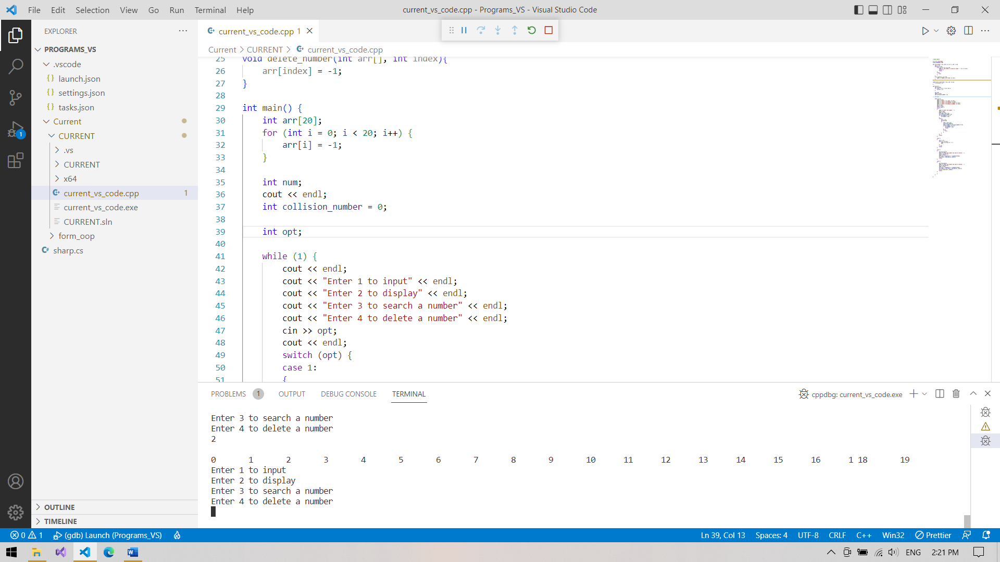 File Edit Selection View Go Run Terminal Help
current_vs_code.cpp - Programs_VS - Visual Studio Code
EXPLORER
PROGRAMS_VS
.vscode
launch.json
settings.json
tasks.json
Current
CURRENT
.vs
CURRENT
x64
current_vs_code.cpp 1
current_vs_code.exe
CURRENT.sln
form_oop
sharp.cs
OUTLINE
TIMELINE
1
current_vs_code.cpp 1
Current > CURRENT > current_vs_code.cpp
25 void delete_number(int arr[], int index){
26 arr[index] = -1;
27 }
28
29 int main() {
30 int arr[20];
31 for (int i = 0; i < 20; i++) {
32 arr[i] = -1;
33 }
34
35 int num;
36 cout << endl;
37 int collision_number = 0;
38
39 int opt;
40
41 while (1) {
42 cout << endl;
43 cout << "Enter 1 to input" << endl;
44 cout << "Enter 2 to display" << endl;
45 cout << "Enter 3 to search a number" << endl;
46 cout << "Enter 4 to delete a number" << endl;
47 cin >> opt;
48 cout << endl;
49 switch (opt) {
50 case 1:
51 {
PROBLEMS 1 OUTPUT DEBUG CONSOLE TERMINAL
cppdbg: current_vs_code.exe
Enter 3 to search a number
Enter 4 to delete a number
2
0 1 2 3 4 5 6 7 8 9 10 11 12 13 14 15 16 1 18 19
Enter 1 to input
Enter 2 to display
Enter 3 to search a number
Enter 4 to delete a number
0 1 (gdb) Launch (Programs_VS)
Ln 39, Col 13 Spaces: 4 UTF-8 CRLF C++ Win32 Prettier
ENG 2:21 PM